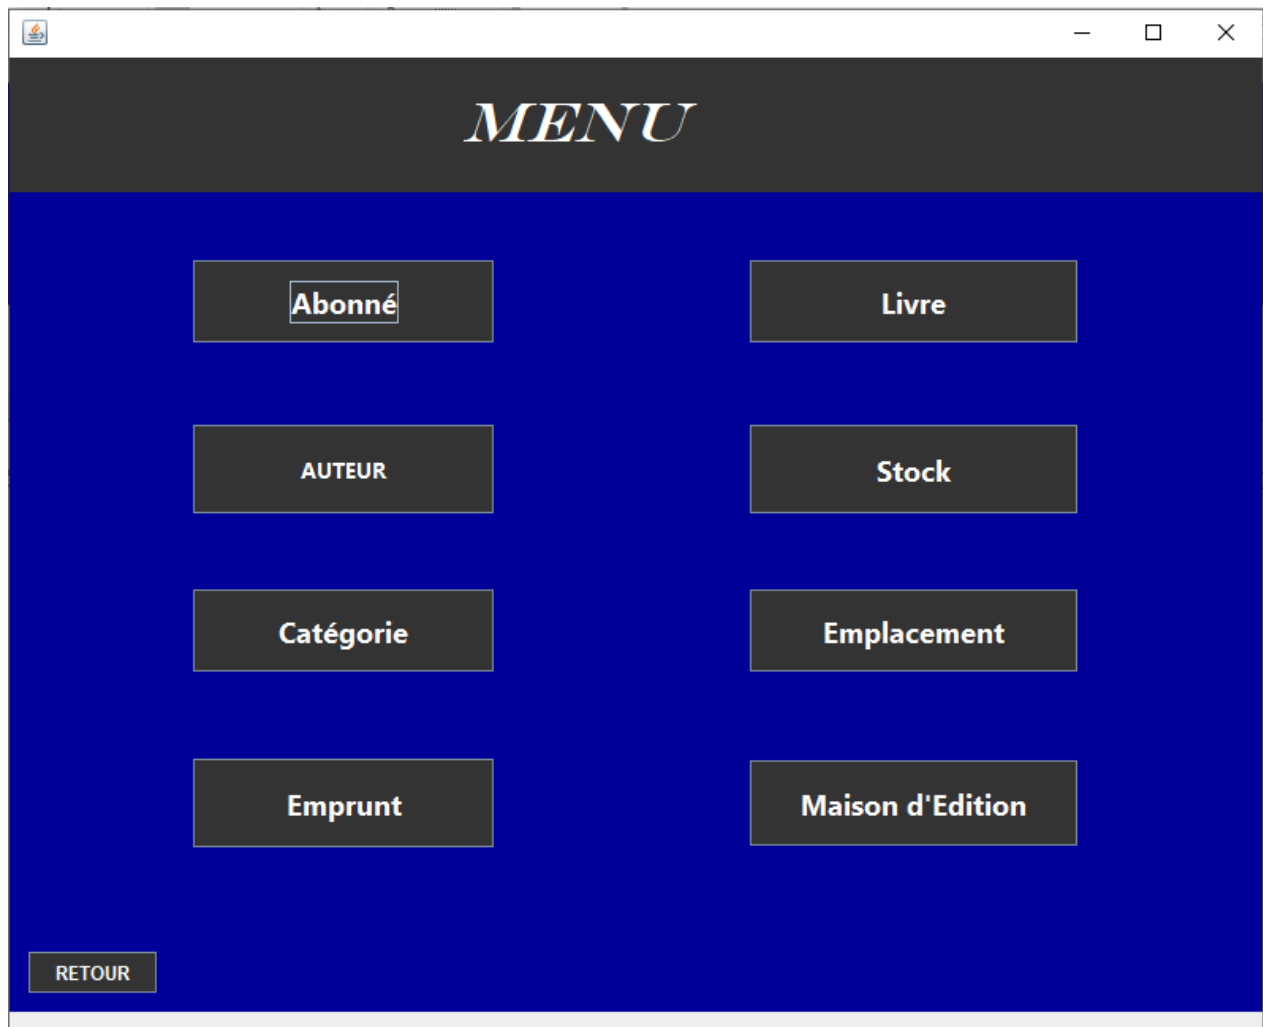 MENU
Abonné
Livre
AUTEUR
Stock
Catégorie
Emplacement
Emprunt
Maison d'Edition
RETOUR